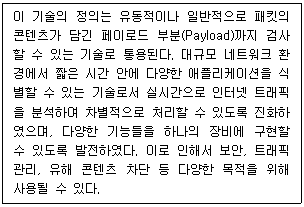 이 기술의 정의는 유동적이나 일반적으로 패킷의
콘텐츠가 담긴 페이로드 부분(Payload)까지 검사
할 수 있는 기술로 통용된다. 대규모 네트워크 환
경에서 짧은 시간 안에 다양한 애플리케이션을 식
별할 수 있는 기술로서 실시간으로 인터넷 트래픽
을 분석하며 차별적으로 처리할 수 있도록 진화하
였으며, 다양한 기능들을 하나의 장비에 구현할
수 있도록 발전하였다. 이로 인해서 보안, 트래픽
관리, 유해 콘텐츠 차단 등 다양한 목적을 위해
사용될 수 있다.